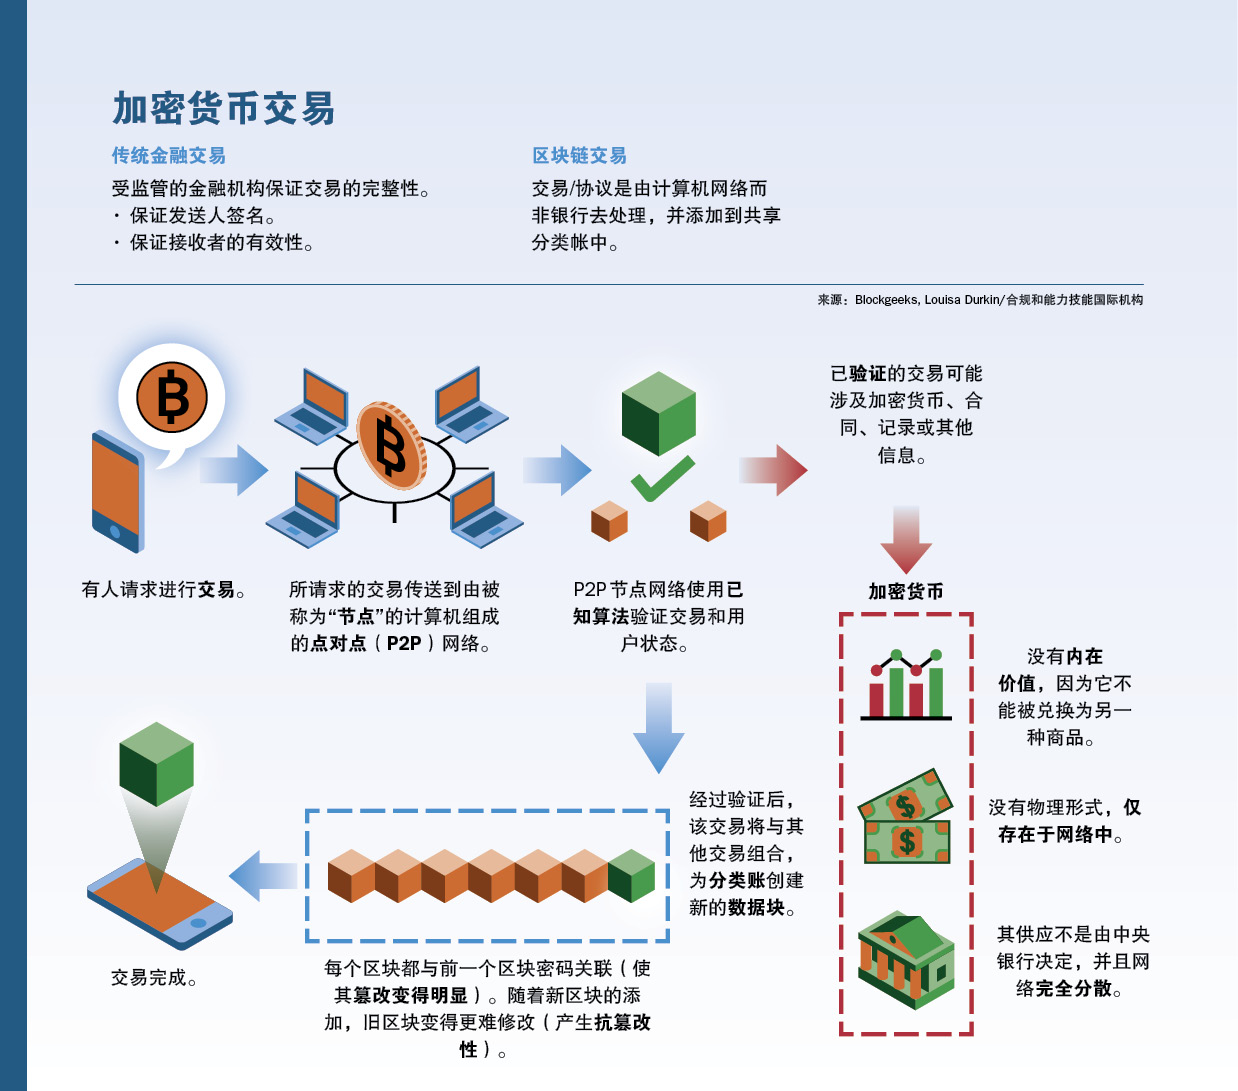 加密货币交易
传统金融交易
受监管的金融机构保证交易的完整性。
· 保证发送人签名。
· 保证接收者的有效性。
区块链交易
交易/协议是由计算机网络而
非银行去处理，并添加到共享
分类帐中。
来源：Blockgeeks, Louisa Durkin/合规和能力技能国际机构
有人请求进行交易。
所请求的交易传送到由被
称为“节点”的计算机组成
的点对点（P2P）网络。
P2P 节点网络使用已
知算法验证交易和用
户状态。
已验证的交易可能
涉及加密货币、合
同、记录或其他
信息。
加密货币
没有内在
价值，因为它不
能被兑换为另一
种商品。
没有物理形式，仅
存在于网络中。
其供应不是由中央
银行决定，并且网
络完全分散。
经过验证后，
该交易将与其
他交易组合，
为分类账创建
新的数据块。
每个区块都与前一个区块密码关联（使
其篡改变得明显）。随着新区块的添
加，旧区块变得更难修改（产生抗篡改
性）。
交易完成。